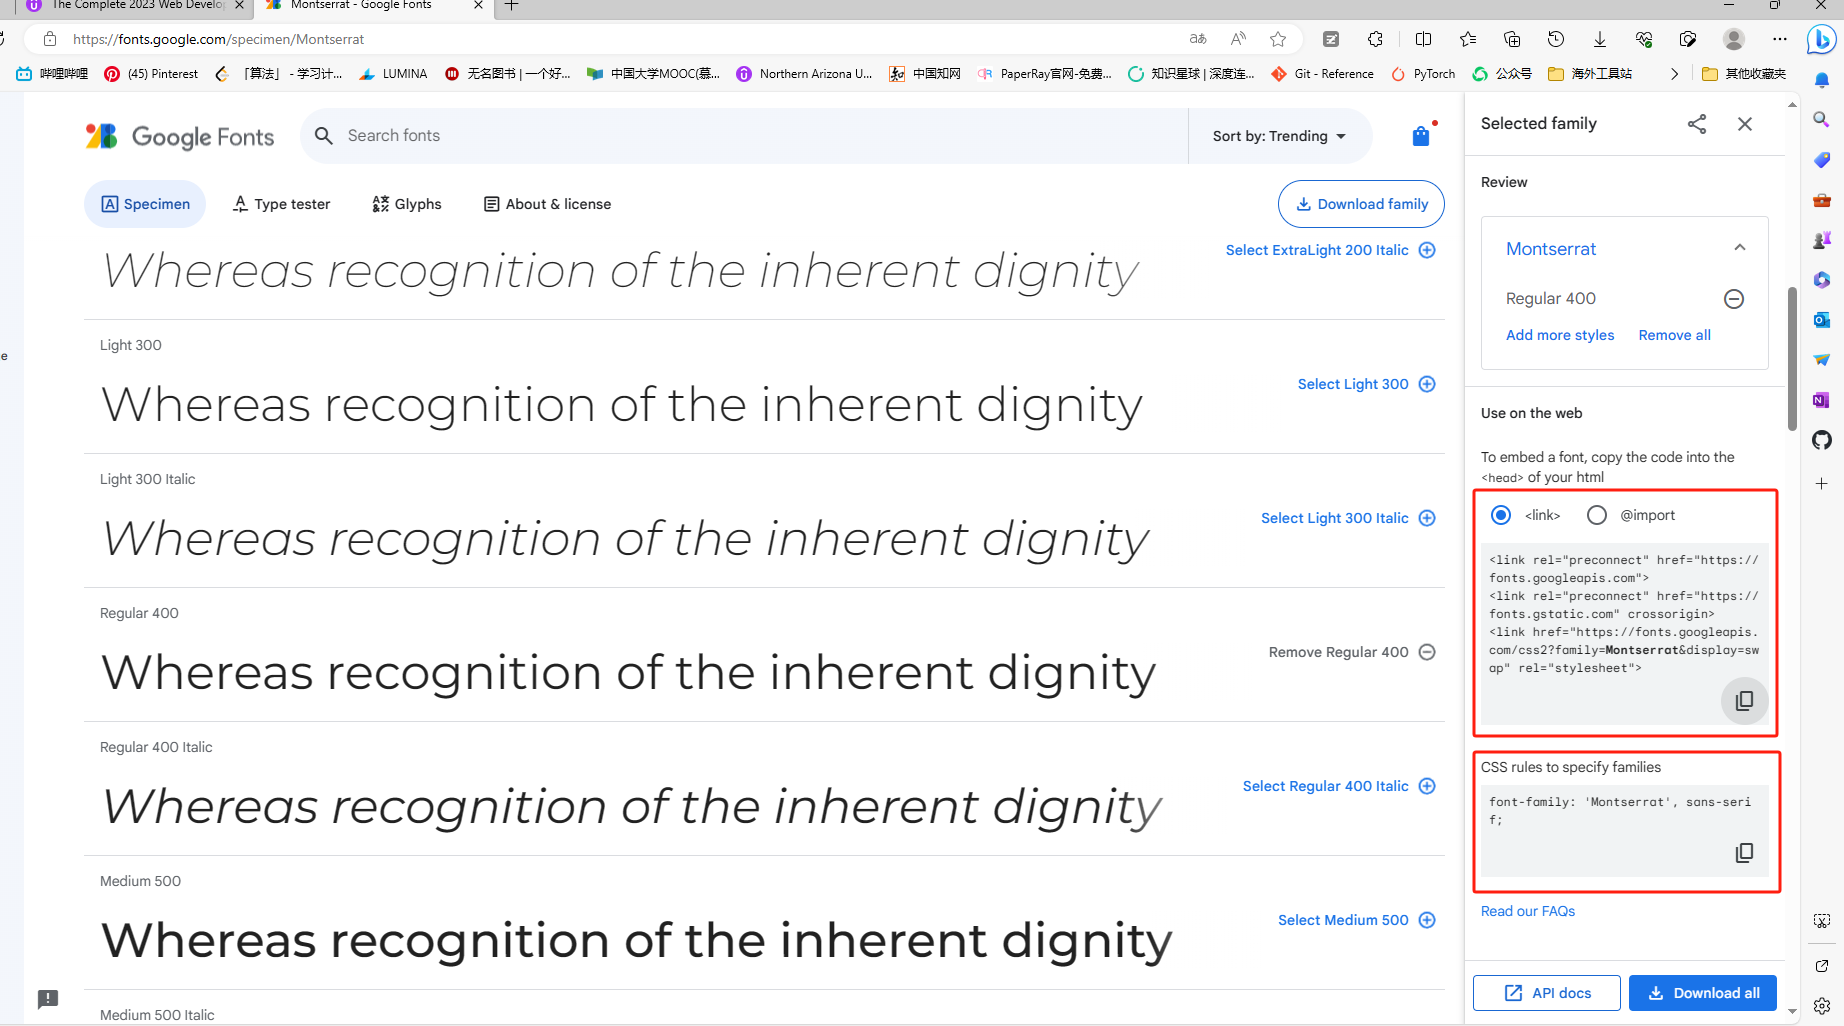 The Complete 2023 Web Develo
Montserrat - Google Fonts
https://fonts.google.com/specimen/Montserrat
哔哩哔哩
(45) Pinterest
「算法」 - 学习计...
LUMINA
无名图书 | 一个好...
中国大学MOOC(慕...
Northern Arizona U...
中国知网
PaperRay官网-免费...
知识星球 | 深度连...
Git - Reference
PyTorch
公众号
海外工具站
其他收藏夹
Google Fonts
Search fonts
Sort by: Trending
Specimen
Type tester
Glyphs
About & license
Download family
Whereas recognition of the inherent dignity
Select ExtraLight 200 Italic
Light 300
Whereas recognition of the inherent dignity
Select Light 300
Light 300 Italic
Whereas recognition of the inherent dignity
Select Light 300 Italic
Regular 400
Whereas recognition of the inherent dignity
Remove Regular 400
Regular 400 Italic
Whereas recognition of the inherent dignity
Select Regular 400 Italic
Medium 500
Whereas recognition of the inherent dignity
Select Medium 500
Medium 500 Italic
Selected family
Review
Montserrat
Regular 400
Add more styles
Remove all
Use on the web
To embed a font, copy the code into the
<head> of your html
<link>
@import
<link rel="preconnect" href="https://
fonts.googleapis.com">
<link rel="preconnect" href="https://
fonts.gstatic.com" crossorigin>
<link href="https://fonts.googleapis.
com/css2?family=Montserrat&display=sw
ap" rel="stylesheet">
CSS rules to specify families
font-family: 'Montserrat', sans-seri
f;
Read our FAQs
API docs
Download all